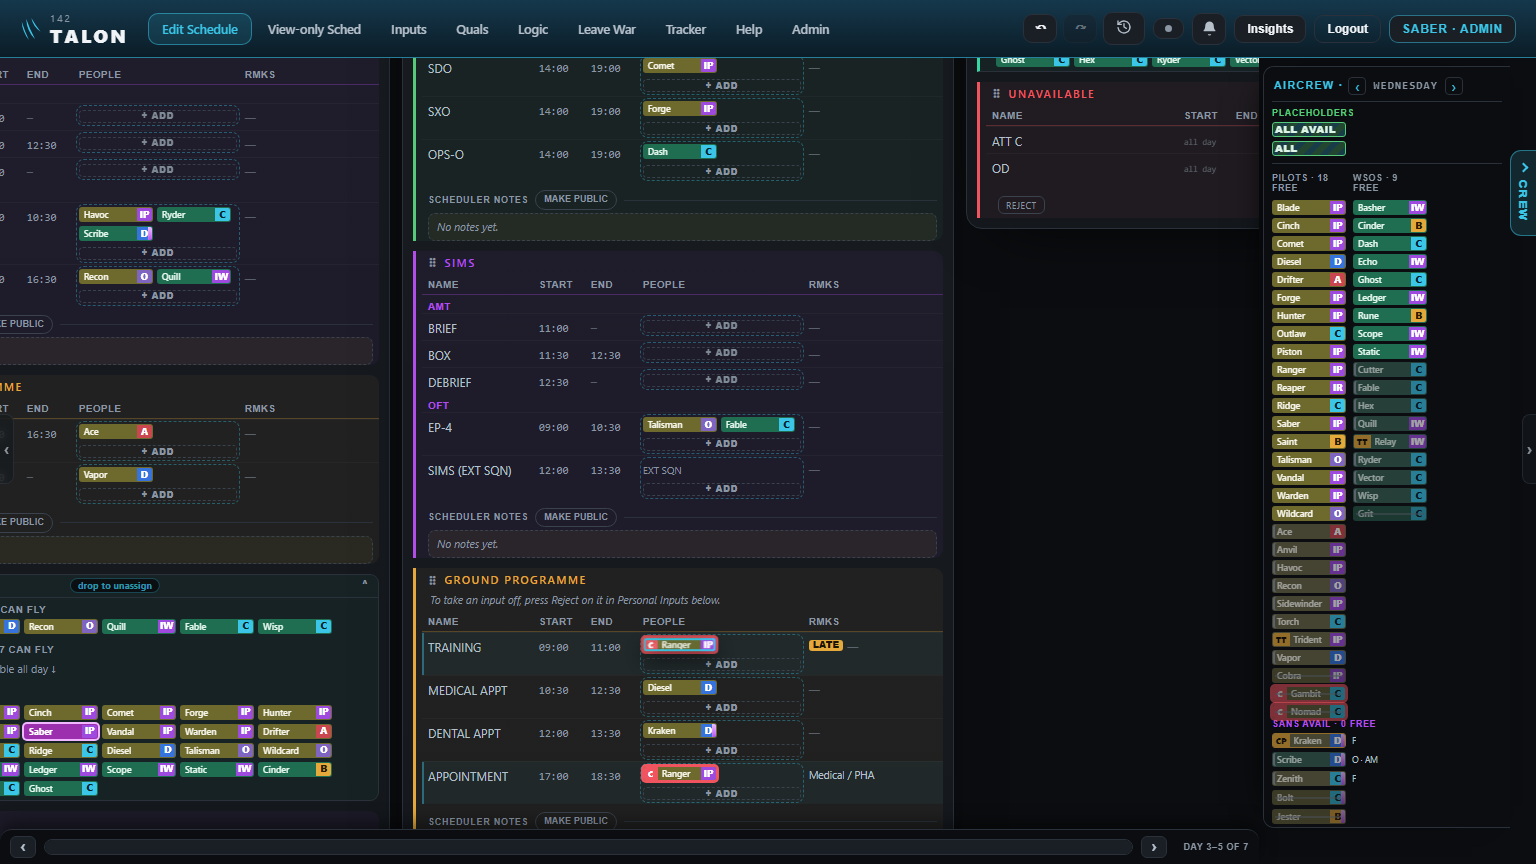 142
TALON
Edit Schedule
View-only Sched
Inputs
Quals
Logic
Leave War
Tracker
Help
Admin
Insights
Logout
SABER · ADMIN
END PEOPLE RMKS
— + ADD —
12:30 + ADD —
— + ADD —
10:30 Havoc IP Ryder C —
Scribe D
+ ADD
16:30 Recon O Quill IW —
+ ADD
END PEOPLE RMKS
16:30 Ace A —
+ ADD
— Vapor D —
+ ADD
drop to unassign
CAN FLY
D Recon O Quill IW Fable C Wisp C
7 CAN FLY
IP Cinch IP Comet IP Forge IP Hunter IP
IP Saber IP Vandal IP Warden IP Drifter A
C Ridge C Diesel D Talisman O Wildcard O
IW Ledger IW Scope IW Static IW Cinder B
C Ghost C
SDO 14:00 19:00 Comet IP —
+ ADD
SXO 14:00 19:00 Forge IP —
+ ADD
OPS-O 14:00 19:00 Dash C —
+ ADD
SCHEDULER NOTES MAKE PUBLIC
No notes yet.
SIMS
NAME START END PEOPLE RMKS
AMT
BRIEF 11:00 — + ADD —
BOX 11:30 12:30 + ADD —
DEBRIEF 12:30 — + ADD —
OFT
EP-4 09:00 10:30 Talisman O Fable C —
+ ADD
SIMS (EXT SQN) 12:00 13:30 EXT SQN —
+ ADD
SCHEDULER NOTES MAKE PUBLIC
No notes yet.
GROUND PROGRAMME
To take an input off, press Reject on it in Personal Inputs below.
NAME START END PEOPLE RMKS
TRAINING 09:00 11:00 C Ranger IP LATE —
+ ADD
MEDICAL APPT 10:30 12:30 Diesel D —
+ ADD
DENTAL APPT 12:00 13:30 Kraken D —
+ ADD
APPOINTMENT 17:00 18:30 C Ranger IP Medical / PHA
+ ADD
SCHEDULER NOTES MAKE PUBLIC
Ghost C Hex C Ryder C
UNAVAILABLE
NAME START END
ATT C all day
OD all day
REJECT
AIRCREW · ‹ WEDNESDAY ›
PLACEHOLDERS
ALL AVAIL
ALL
PILOTS · 18 FREE
WSOS · 9 FREE
Blade IP Basher IW
Cinch IP Cinder B
Comet IP Dash C
Diesel D Echo IW
Drifter A Ghost C
Forge IP Ledger IW
Hunter IP Rune B
Outlaw C Scope IW
Piston IP Static IW
Ranger IP Cutter C
Reaper IR Fable C
Ridge C Hex C
Saber IP Quill IW
Saint B TT Relay IW
Talisman O Ryder C
Vandal IP Vector C
Warden IP Wisp C
Wildcard O Grit C
Ace A
Anvil IP
Havoc IP
Recon O
Sidewinder IP
Torch C
TT Trident IP
Vapor D
Cobra IP
C Gambit C
C Nomad C
SANS AVAIL · 0 FREE
CP Kraken D F
Scribe D O · AM
Zenith C F
Bolt C
Jester B
CREW
DAY 3–5 OF 7